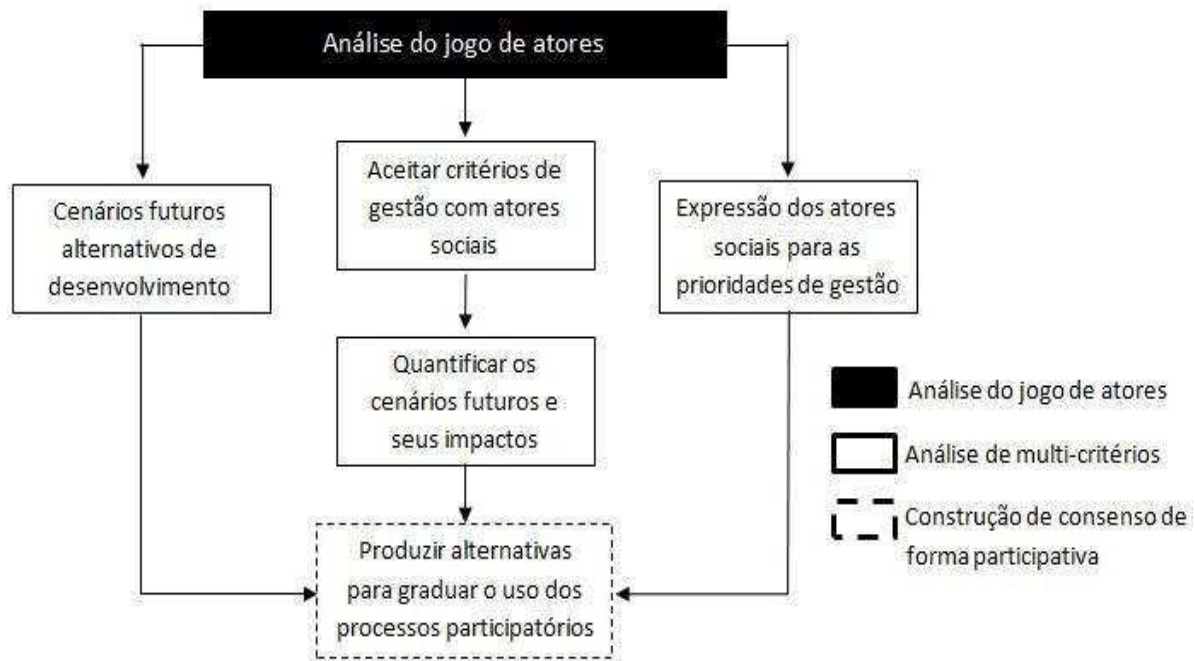 Análise do jogo de atores
Cenários futuros
alternativos de
desenvolvimento
Aceitar critérios de
gestão com atores
sociais
Expressão dos atores
sociais para as
prioridades de gestão
Quantificar os
cenários futuros e
seus impactos
Produzir alternativas
para graduar o uso dos
processos participatórios
Análise do jogo de atores
Análise de multi-critérios
Construção de consenso de
forma participativa